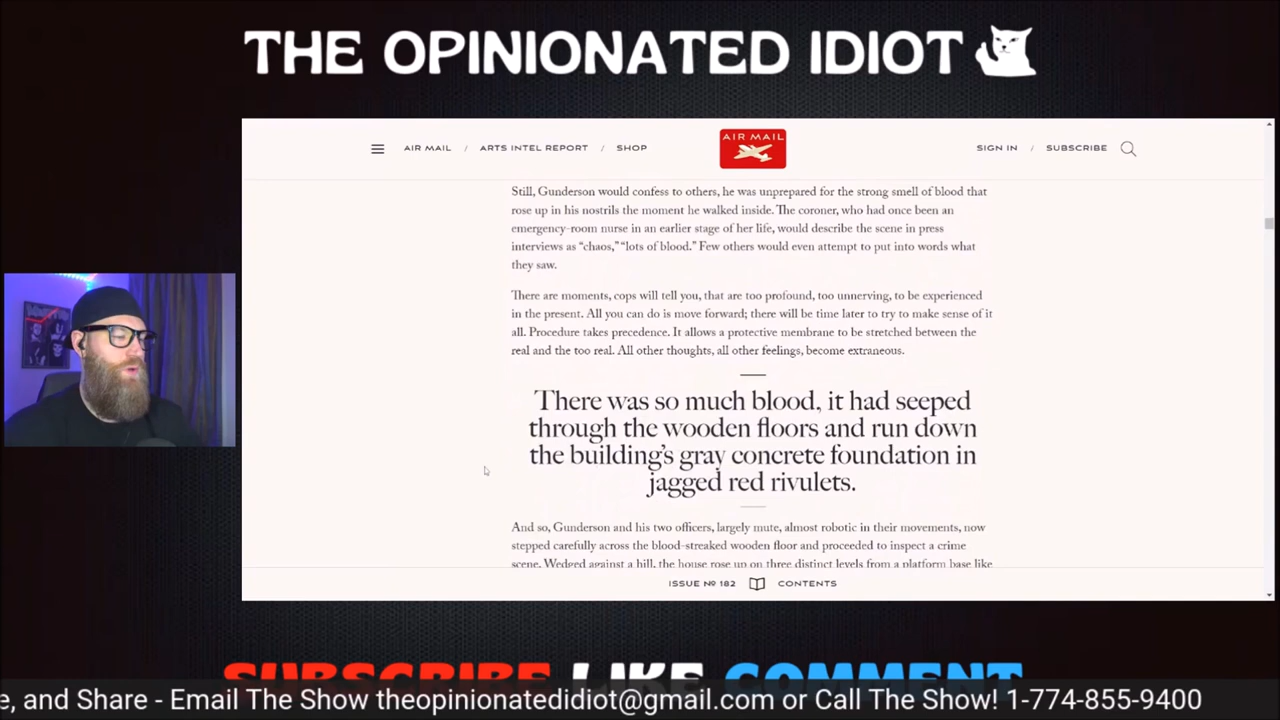 THE OPINIONATED IDIOT
AIR MAIL / ARTS INTEL REPORT / SHOP
AIR MAIL
SIGN IN / SUBSCRIBE
Still, Gunderson would confess to others, he was unprepared for the strong smell of blood that
rose up in his nostrils the moment he walked inside. The coroner, who had once been an
emergency-room nurse in an earlier stage of her life, would describe the scene in press
interviews as “chaos,” “lots of blood.” Few others would even attempt to put into words what
they saw.
There are moments, cops will tell you, that are too profound, too unnerving, to be experienced
in the present. All you can do is move forward; there will be time later to try to make sense of it
all. Procedure takes precedence. It allows a protective membrane to be stretched between the
real and the too real. All other thoughts, all other feelings, become extraneous.
There was so much blood, it had seeped
through the wooden floors and run down
the building’s gray concrete foundation in
jagged red rivulets.
And so, Gunderson and his two officers, largely mute, almost robotic in their movements, now
stepped carefully across the blood-streaked wooden floor and proceeded to inspect a crime
scene. Wedged against a hill, the house rose up on three distinct levels from a platform base like
ISSUE Nº 182 CONTENTS
SUBSCRIBE LIKE COMMENT
e, and Share - Email The Show theopinionatedidiot@gmail.com or Call The Show! 1-774-855-9400